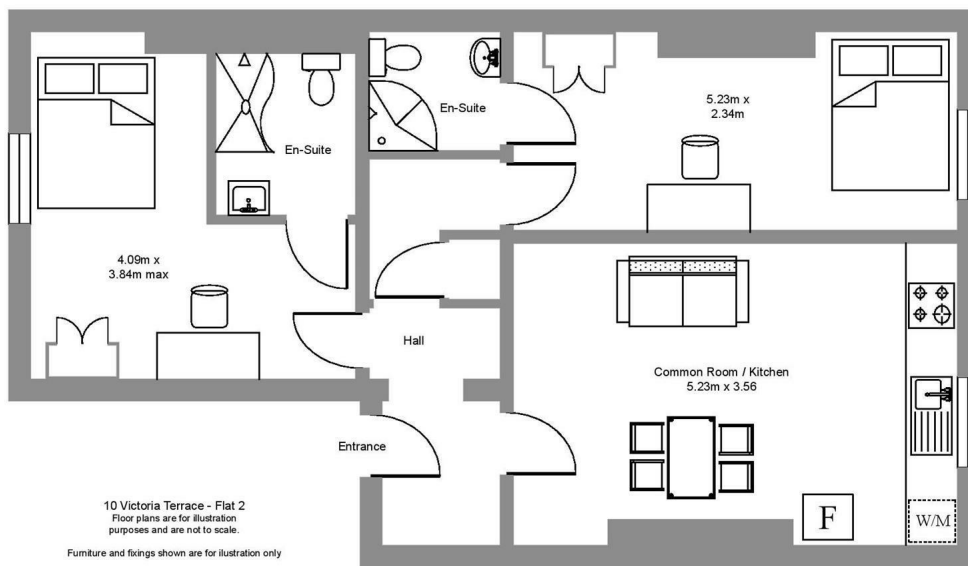 5.23m x
2.34m
En-Suite
En-Suite
4.09m x
3.84m max
Hall
Common Room / Kitchen
5.23m x 3.56
Entrance
F
W/M
10 Victoria Terrace - Flat 2
Floor plans are for illustration
purposes and are not to scale.
Furniture and fixings shown are for illustration only